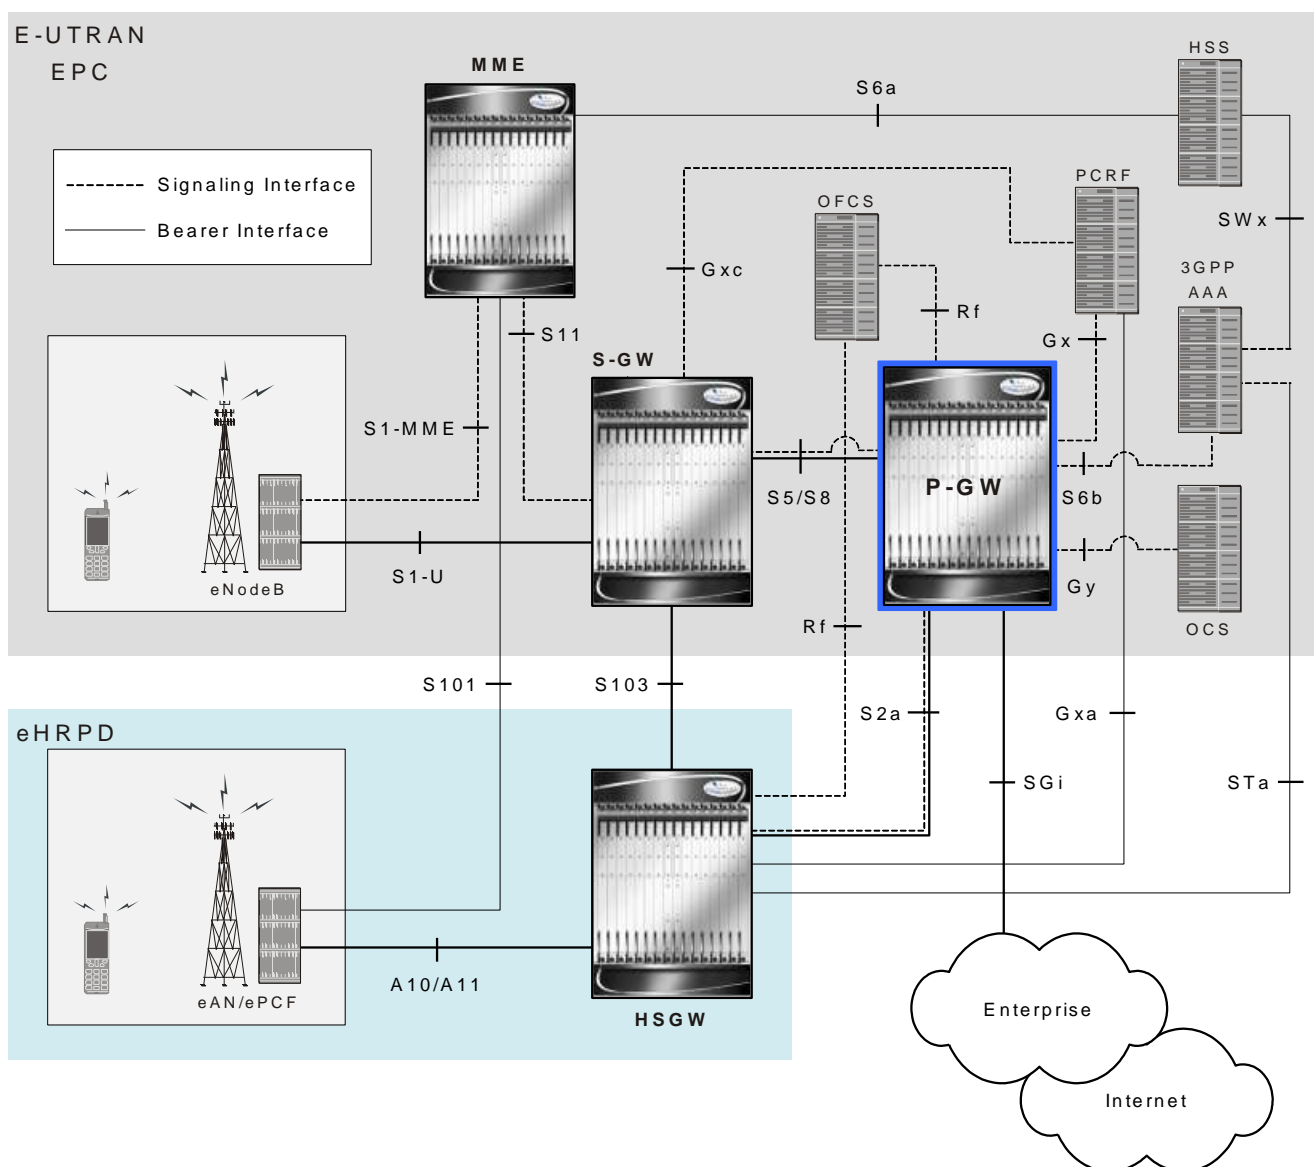 E-UTRAN
EPC
MME
HSS
S6a
Signaling Interface
Bearer Interface
OFCS
PCRF
SWx
Gxc
3GPP
AAA
Rf
S11
Gx
S-GW
S1-MME
P-GW
S5/S8
S6b
eNodeB
S1-U
Gy
Rf
OCS
S101
S103
S2a
Gxa
eHRPD
SGi
STa
A10/A11
eAN/ePCF
HSGW
Enterprise
Internet